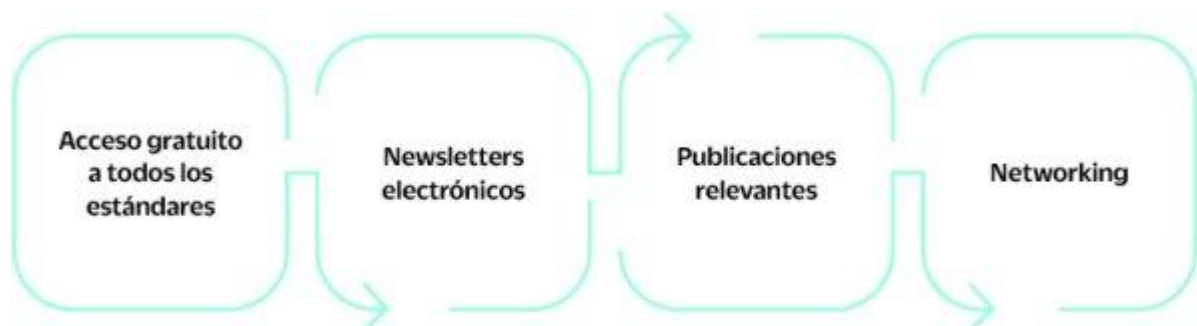 Acceso gratuito
a todos los
estándares
Newsletters
electrónicos
Publicaciones
relevantes
Networking